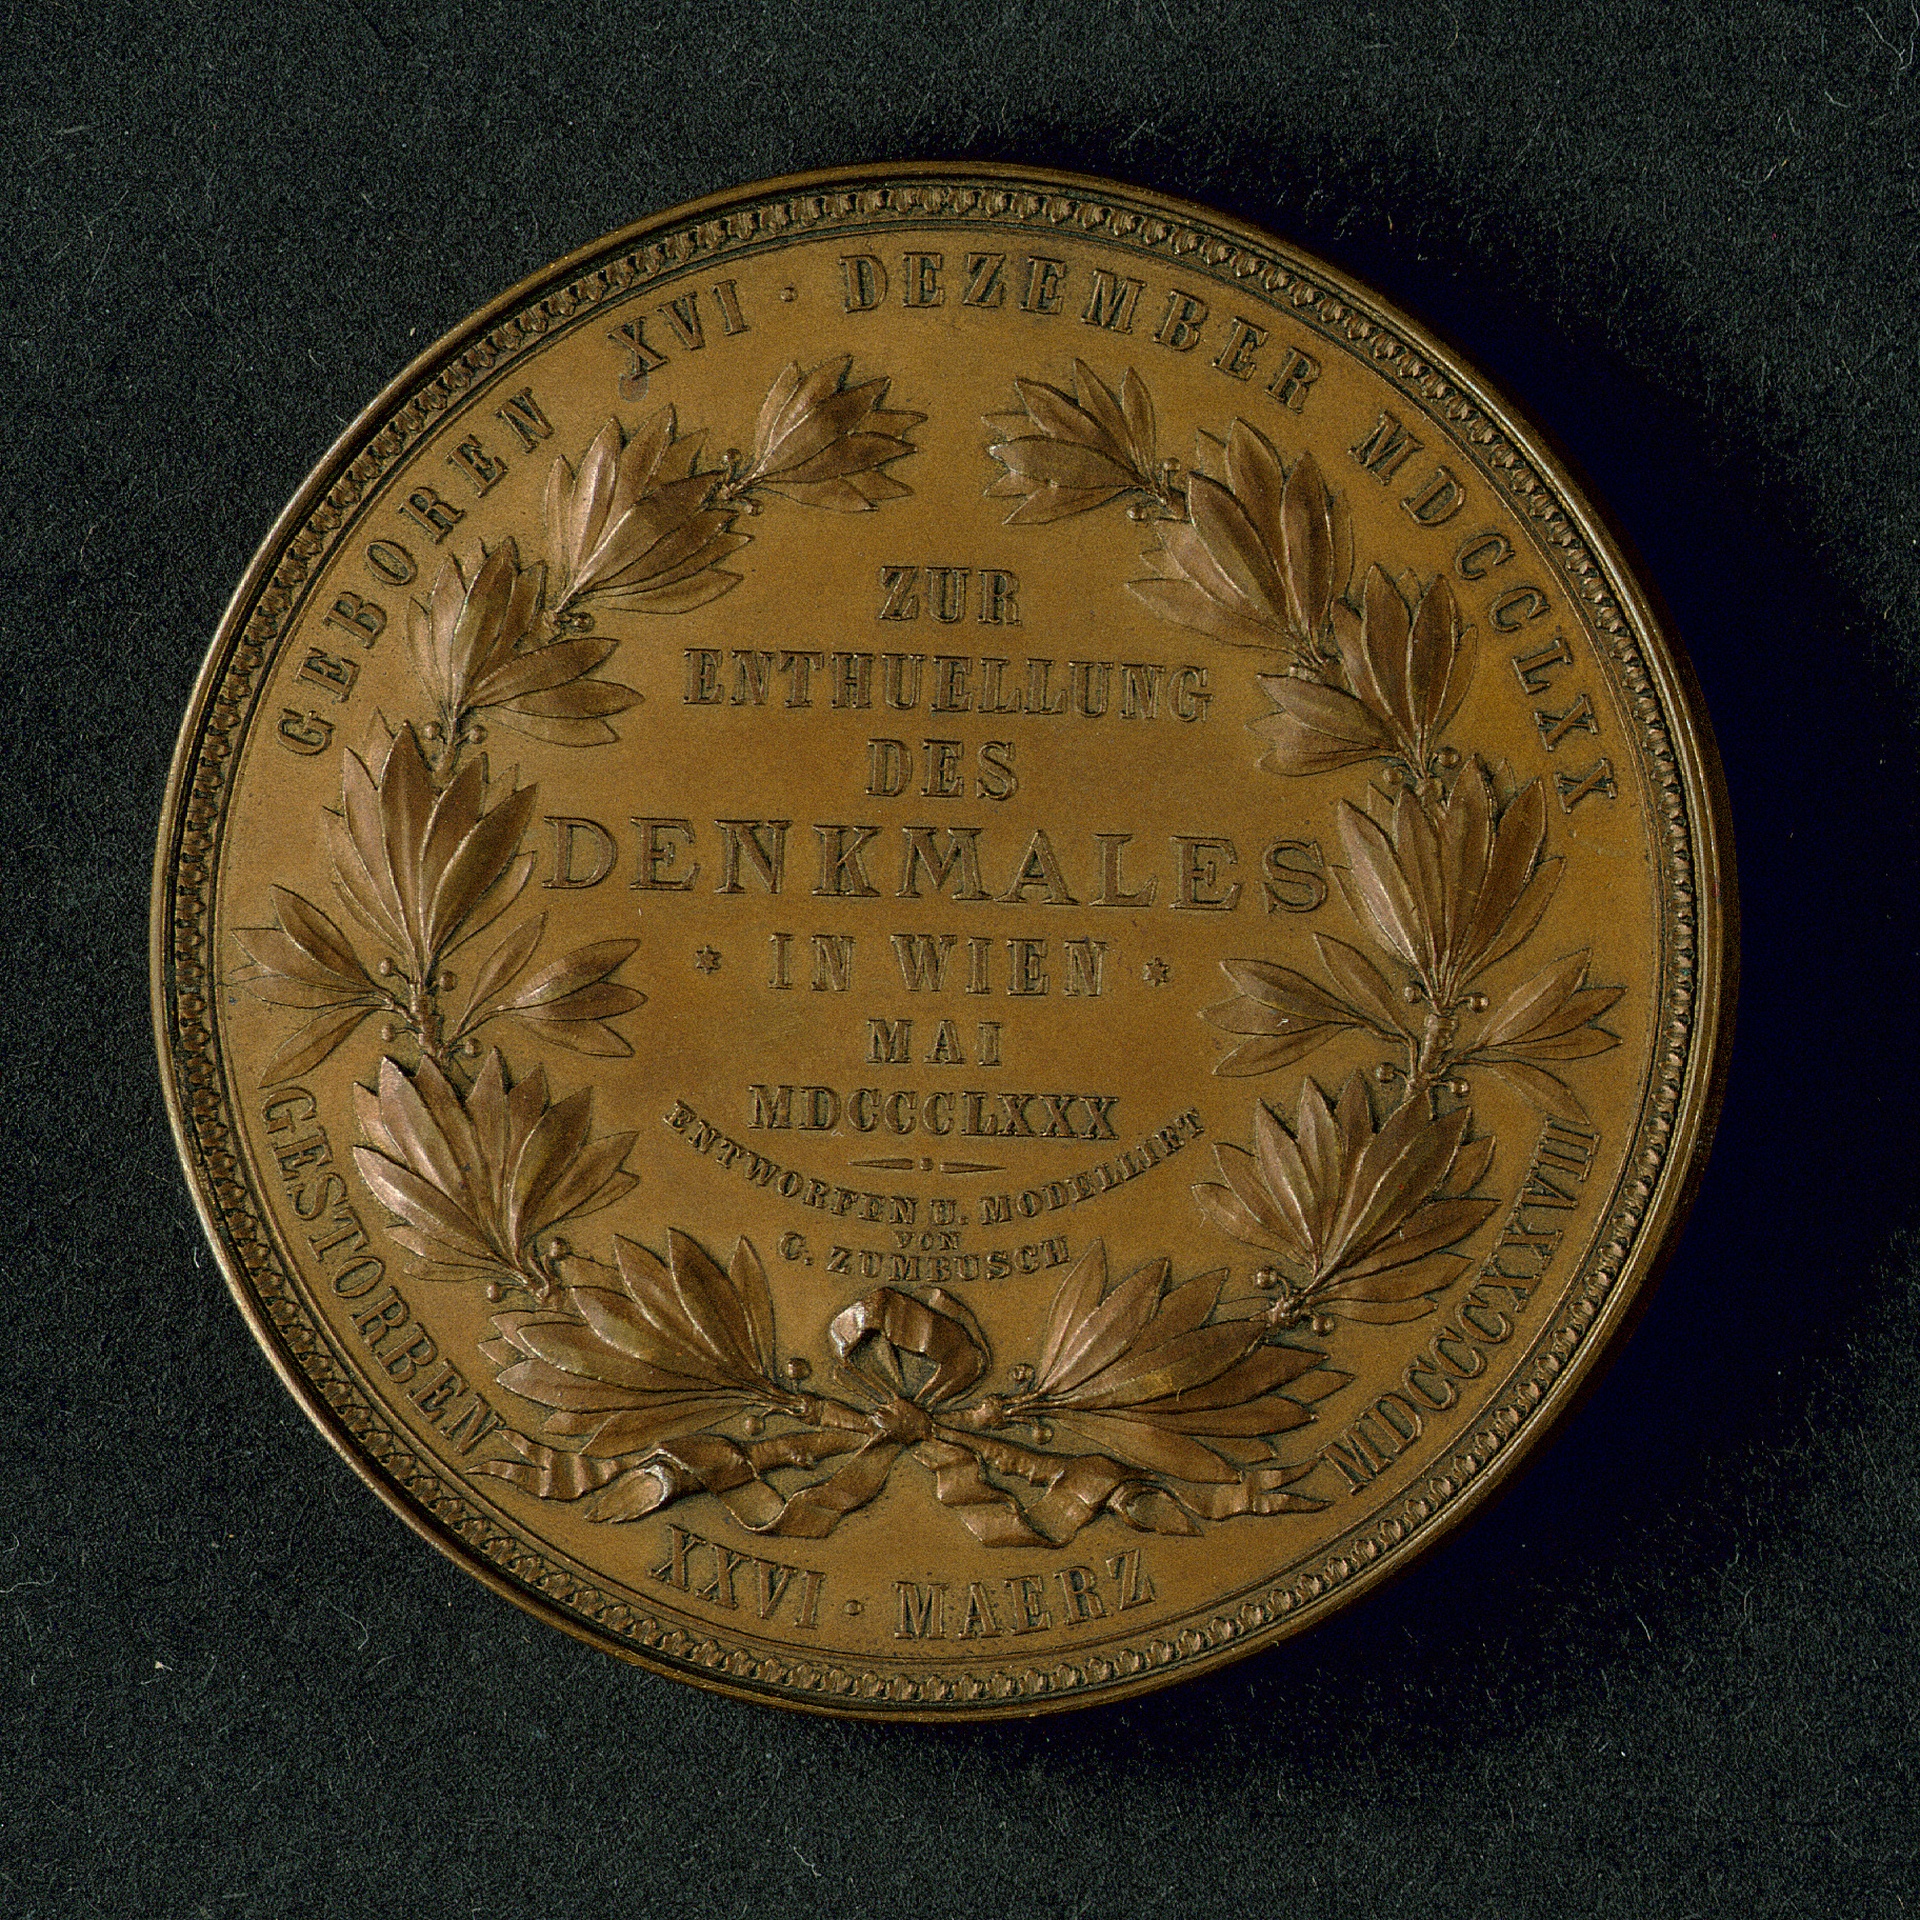 GEBOREN XVI · DEZEMBER MDCCLXX
ZUR
ENTHUELLUNG
DES
DENKMALES
* IN WIEN *
MAI
MDCCCLXXX
ENTWORFEN U. MODELLIRT
VON
C. ZUMBUSCH
GESTORBEN XXVI · MAERZ MDCCCXXVII